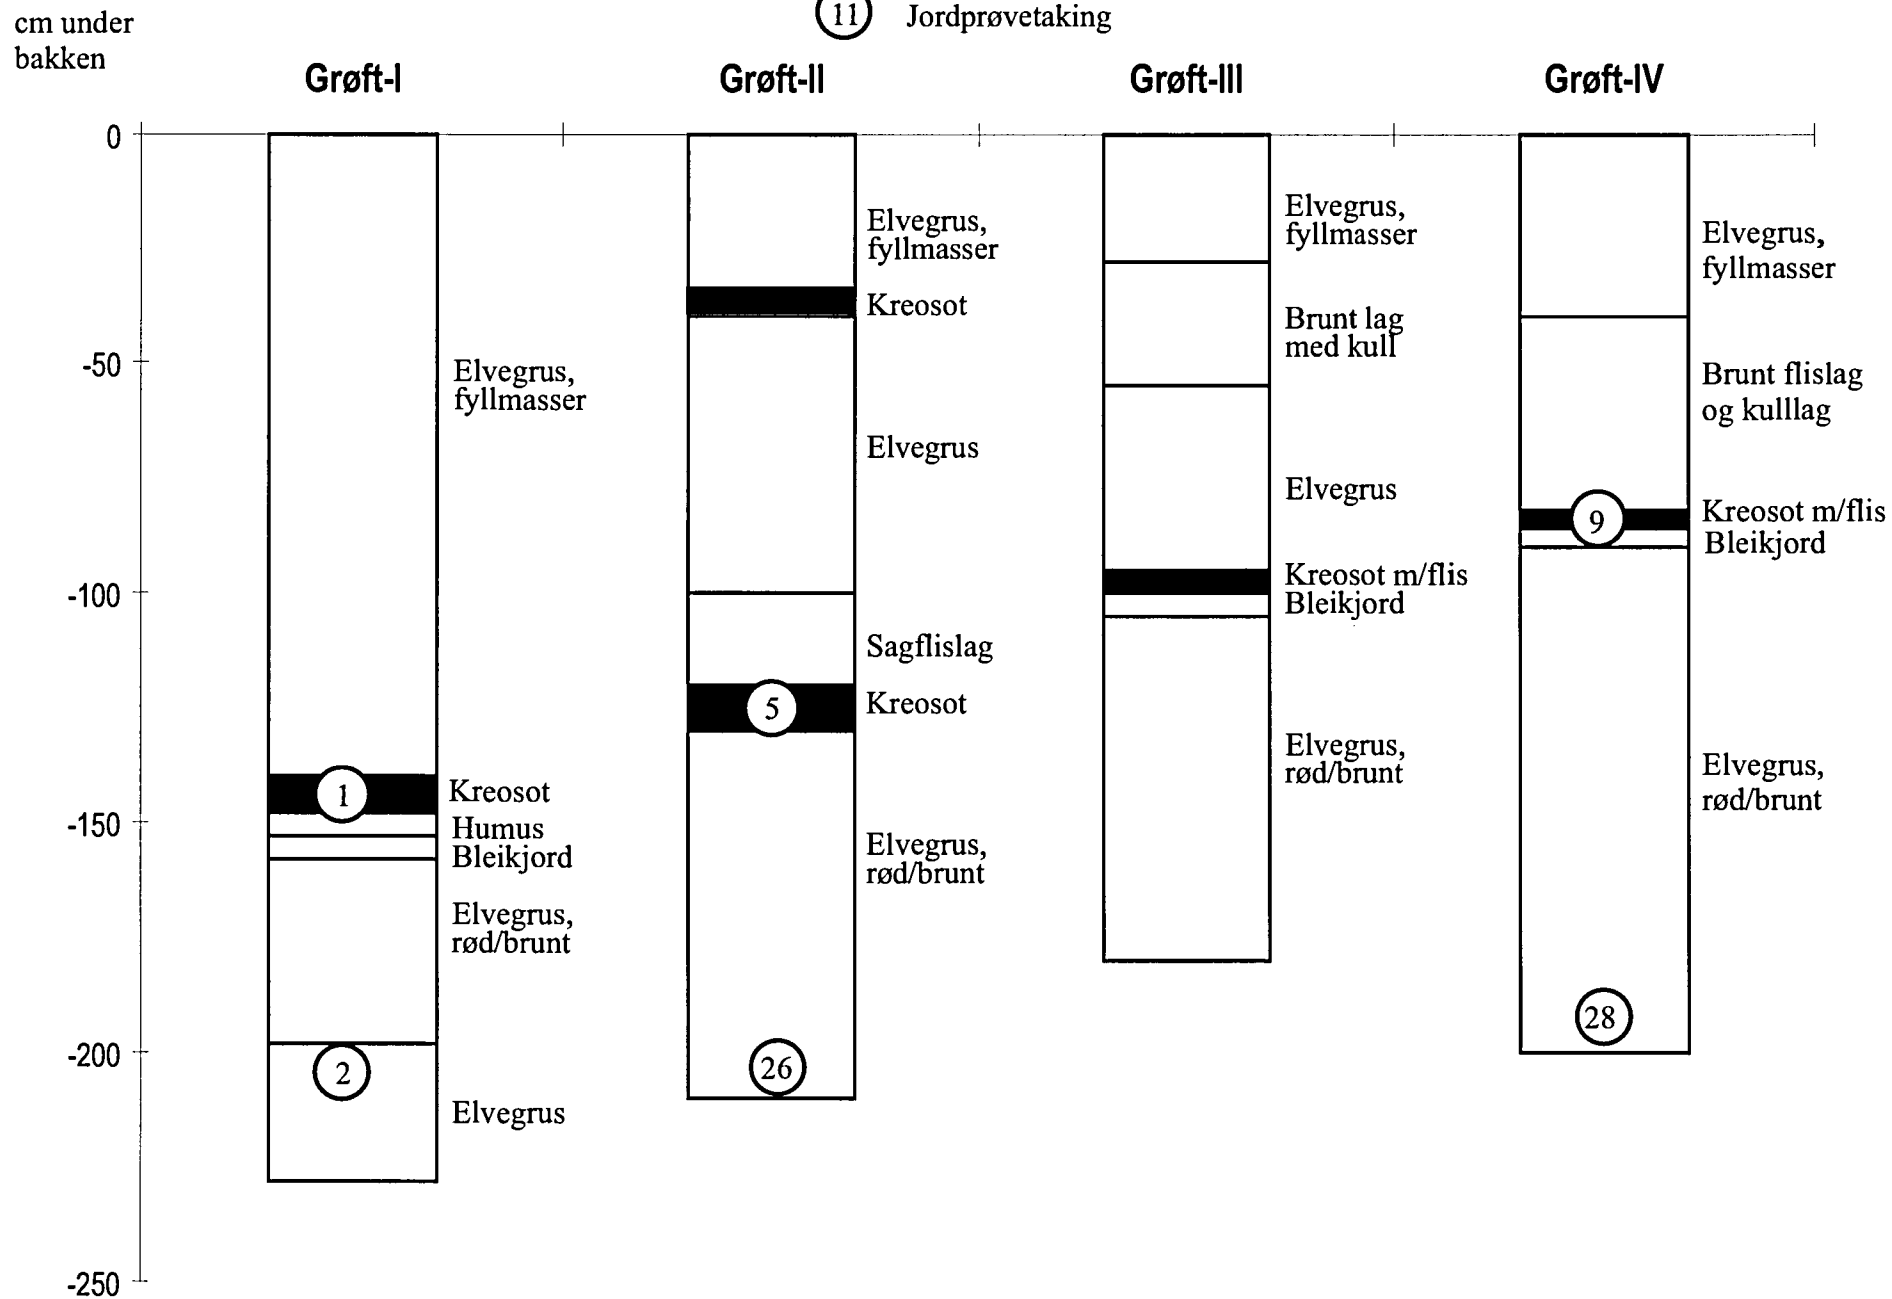 cm under
bakken
11 Jordprøvetaking
Grøft-I
Grøft-II
Grøft-III
Grøft-IV
0
-50
-100
-150
-200
-250
Elvegrus,
fyllmasser
1
Kreosot
Humus
Bleikjord
Elvegrus,
rød/brunt
2
Elvegrus
Elvegrus,
fyllmasser
Kreosot
Elvegrus
Sagflislag
5
Kreosot
Elvegrus,
rød/brunt
26
Elvegrus,
fyllmasser
Brunt lag
med kull
Elvegrus
Kreosot m/flis
Bleikjord
Elvegrus,
rød/brunt
Elvegrus,
fyllmasser
Brunt flislag
og kulllag
9
Kreosot m/flis
Bleikjord
Elvegrus,
rød/brunt
28